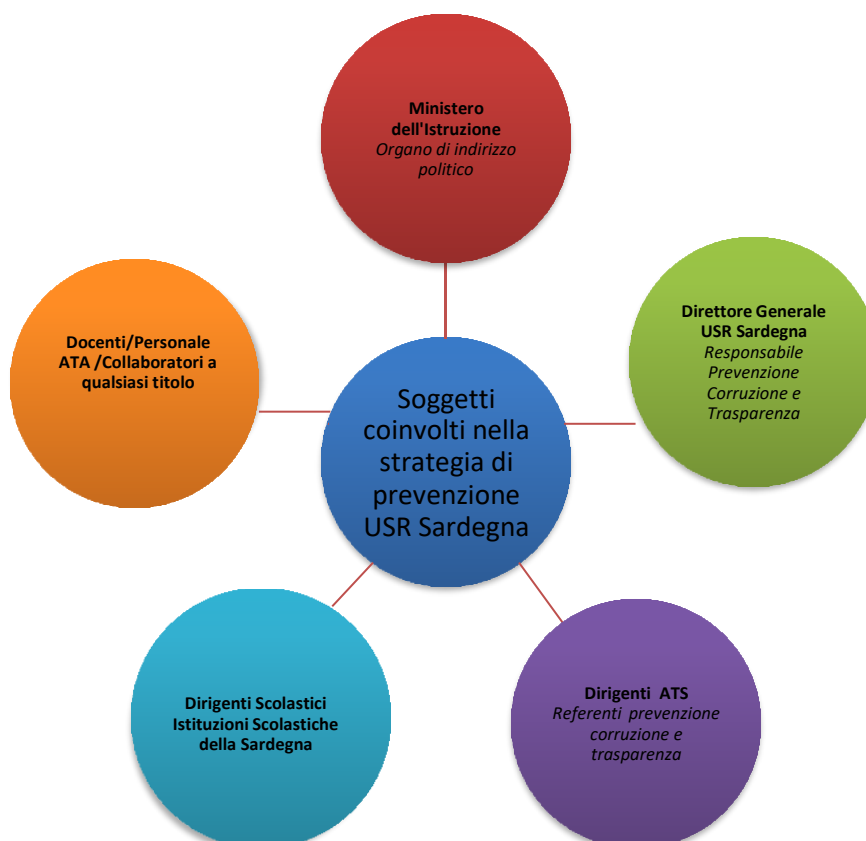 Ministero
dell'Istruzione
Organo di indirizzo
politico
Direttore Generale
USR Sardegna
Responsabile
Prevenzione
Corruzione e
Trasparenza
Docenti/Personale
ATA /Collaboratori a
qualsiasi titolo
Soggetti
coinvolti nella
strategia di
prevenzione
USR Sardegna
Dirigenti Scolastici
Istituzioni Scolastiche
della Sardegna
Dirigenti ATS
Referenti prevenzione
corruzione e
trasparenza